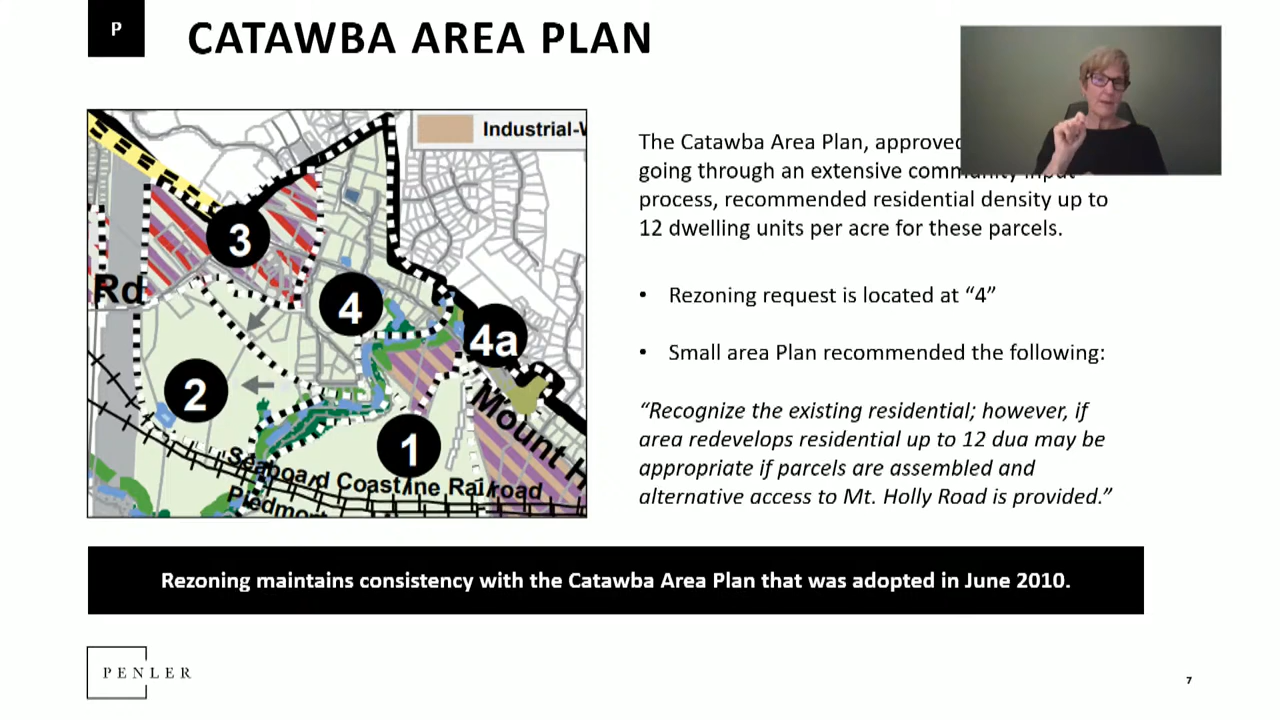 P
CATAWBA AREA PLAN
Industrial-W
3
Rd
4
4a
2
1
Mount H
Seaboard Coastline Railroad
Piedmon
The Catawba Area Plan, approved
going through an extensive community input
process, recommended residential density up to
12 dwelling units per acre for these parcels.
• Rezoning request is located at “4”
• Small area Plan recommended the following:
“Recognize the existing residential; however, if
area redevelops residential up to 12 dua may be
appropriate if parcels are assembled and
alternative access to Mt. Holly Road is provided.”
Rezoning maintains consistency with the Catawba Area Plan that was adopted in June 2010.
PENLER
7